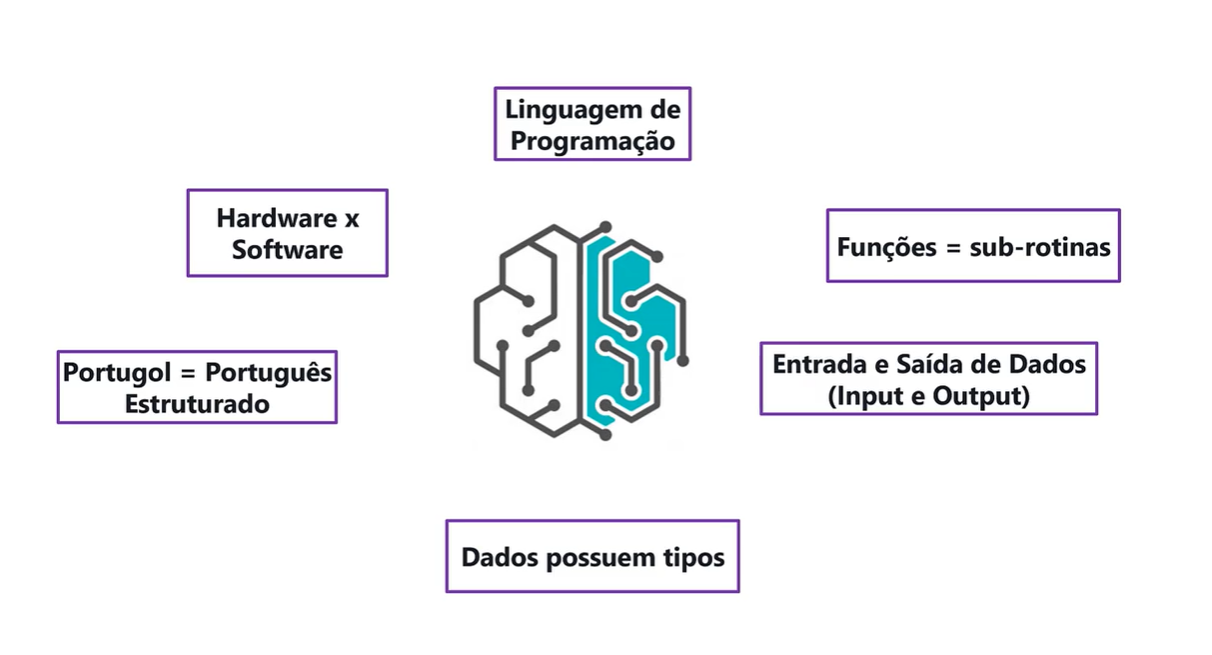 Linguagem de
Programação
Hardware x
Software
Funções = sub-rotinas
Portugol = Português
Estruturado
Entrada e Saída de Dados
(Input e Output)
Dados possuem tipos